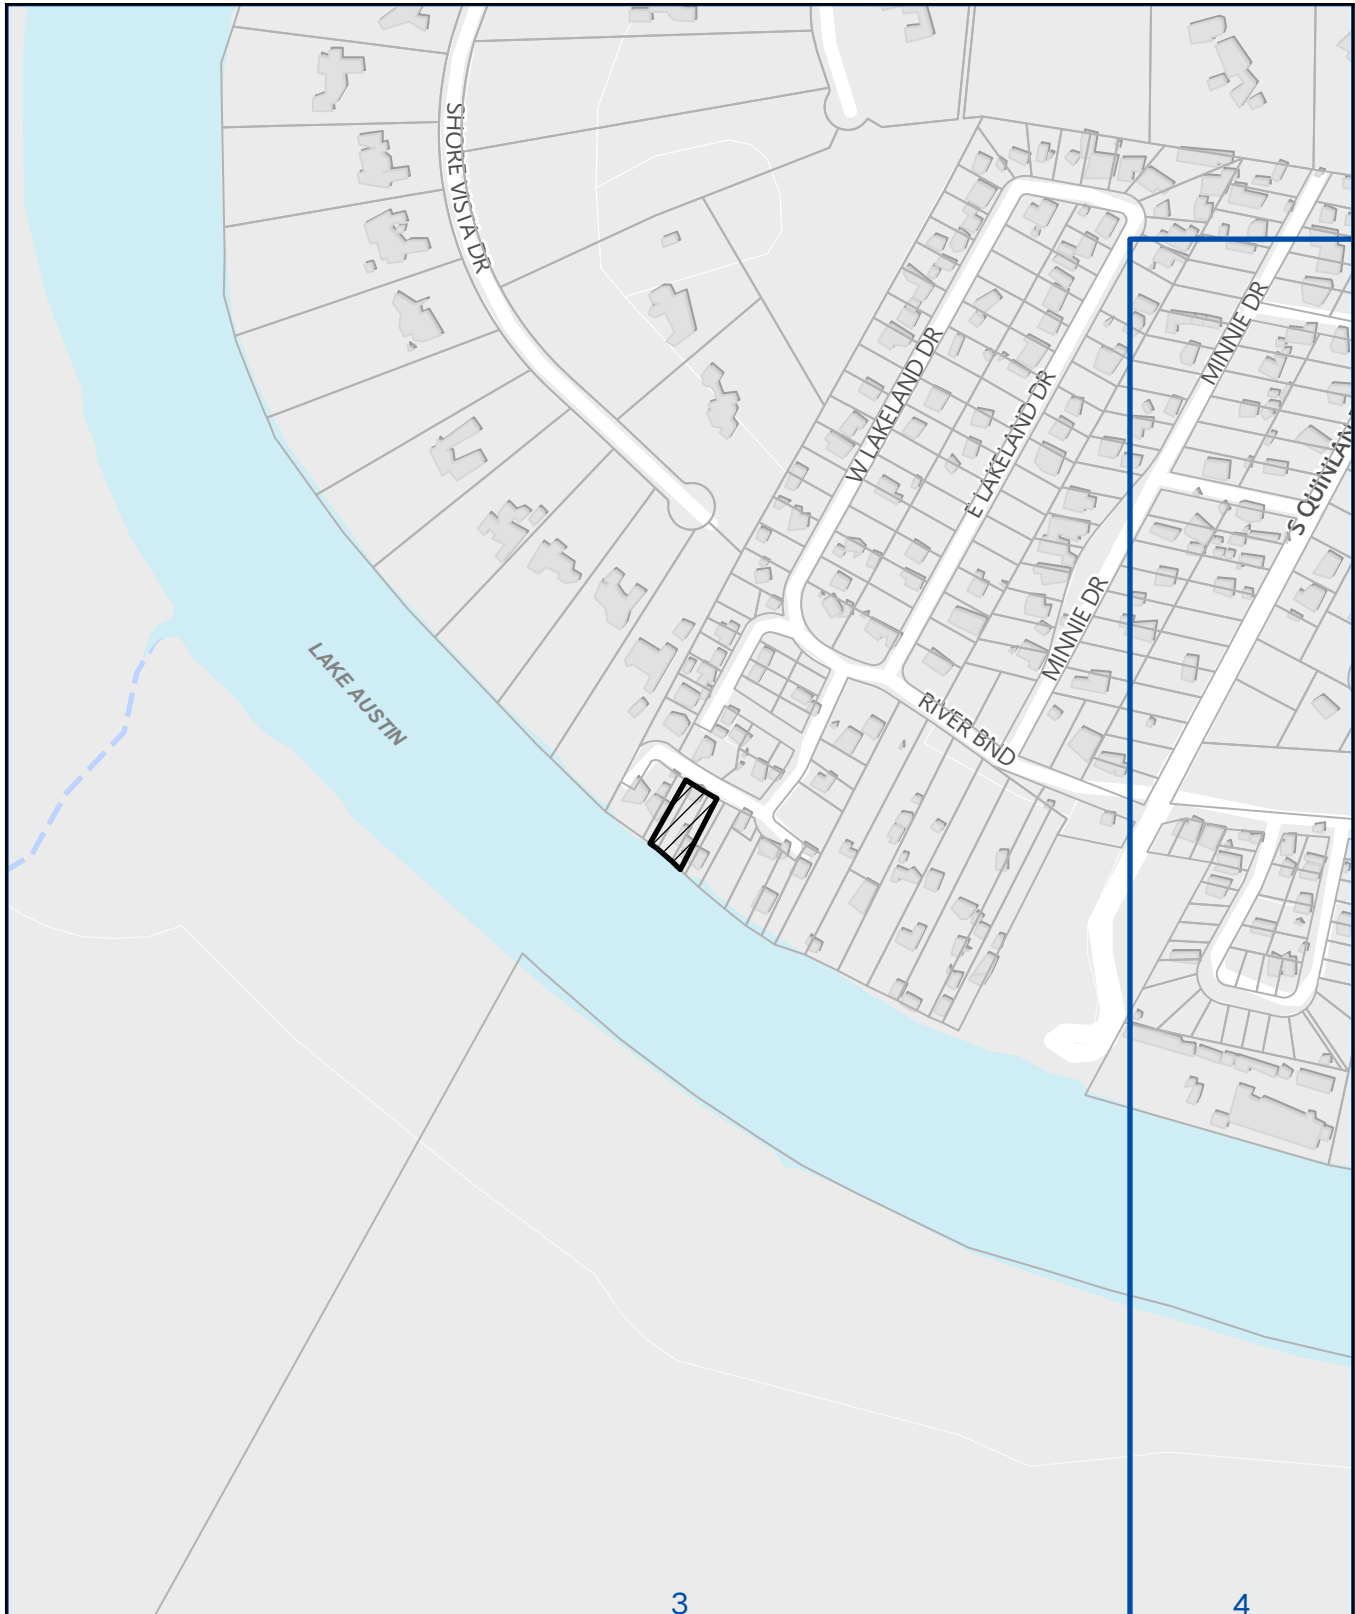 SHORE VISTA DR
MINNIE DR
W LAKELAND DR
E LAKELAND DR
S QUINLAN
MINNIE DR
LAKE AUSTIN
RIVER BND
3
4